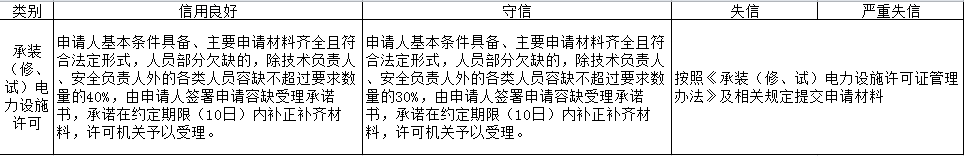 类别 信用良好 守信 失信 严重失信
承装
（修、
试）电
力设施
许可
申请人基本条件具备、主要申请材料齐全且符
合法定形式，人员部分欠缺的，除技术负责人
、安全负责人外的各类人员容缺不超过要求数
量的40%，由申请人签署申请容缺受理承诺
书，承诺在约定期限（10日）内补正补齐材
料，许可机关予以受理。
申请人基本条件具备、主要申请材料齐全且符
合法定形式，人员部分欠缺的，除技术负责人
、安全负责人外的各类人员容缺不超过要求数
量的30%，由申请人签署申请容缺受理承诺
书，承诺在约定期限（10日）内补正补齐材
料，许可机关予以受理。
按照《承装（修、试）电力设施许可证管理
办法》及相关规定提交申请材料